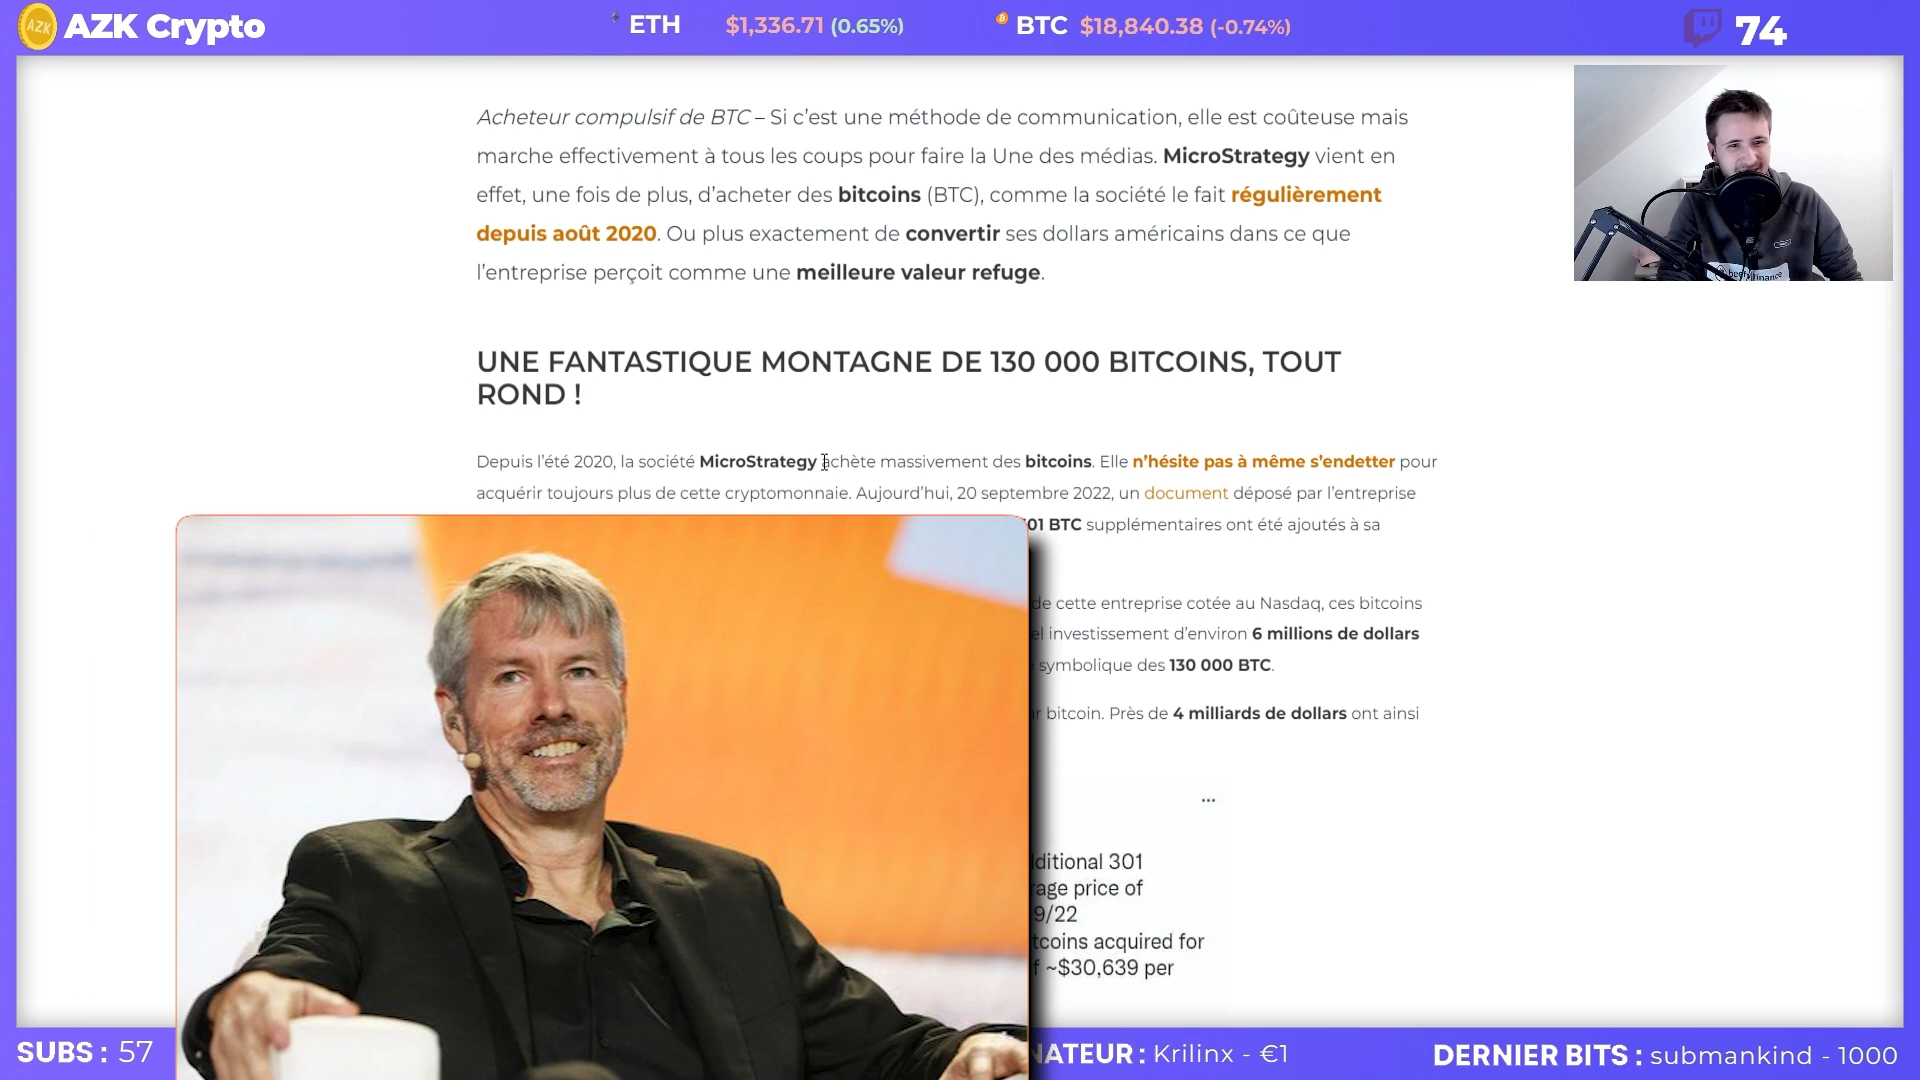 AZK Crypto
ETH $1,336.71 (0.65%)
BTC $18,840.38 (-0.74%)
74
Acheteur compulsif de BTC – Si c’est une méthode de communication, elle est coûteuse mais
marche effectivement à tous les coups pour faire la Une des médias. MicroStrategy vient en
effet, une fois de plus, d’acheter des bitcoins (BTC), comme la société le fait régulièrement
depuis août 2020. Ou plus exactement de convertir ses dollars américains dans ce que
l’entreprise perçoit comme une meilleure valeur refuge.
UNE FANTASTIQUE MONTAGNE DE 130 000 BITCOINS, TOUT
ROND !
Depuis l’été 2020, la société MicroStrategy achète massivement des bitcoins. Elle n’hésite pas à même s’endetter pour
acquérir toujours plus de cette cryptomonnaie. Aujourd’hui, 20 septembre 2022, un document déposé par l’entreprise
01 BTC supplémentaires ont été ajoutés à sa
de cette entreprise cotée au Nasdaq, ces bitcoins
el investissement d’environ 6 millions de dollars
symbolique des 130 000 BTC.
bitcoin. Près de 4 milliards de dollars ont ainsi
...
ditional 301
rage price of
9/22
tcoins acquired for
f ~$30,639 per
SUBS : 57
NATEUR : Krilinx - €1
DERNIER BITS : submankind - 1000